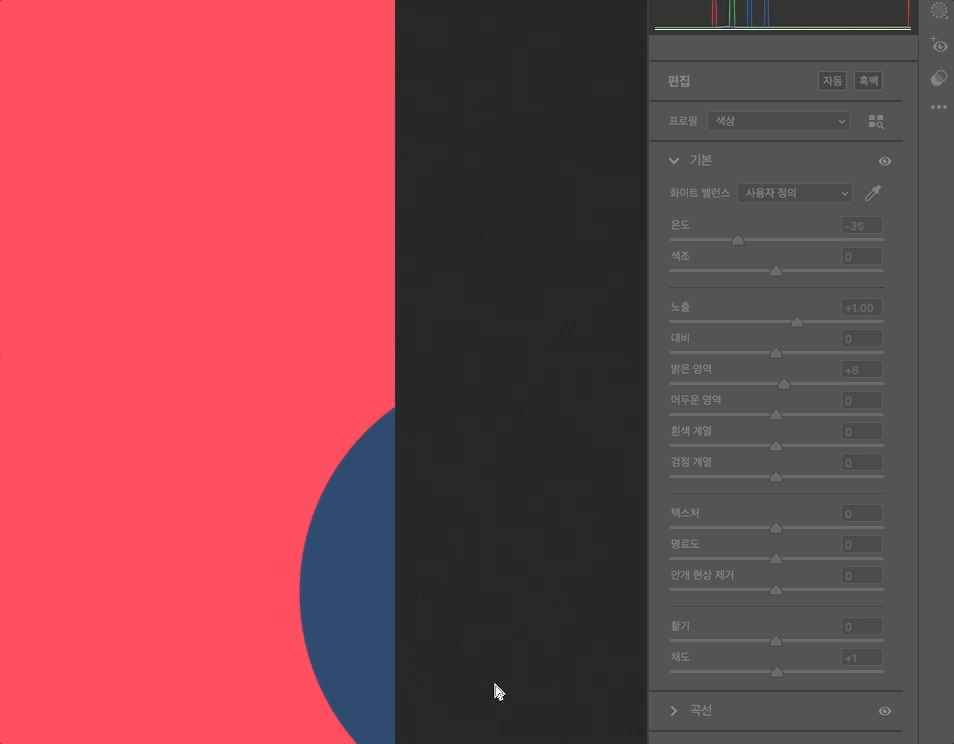 편집 자동 흑백
프로필 색상
기본
화이트 밸런스 사용자 정의
온도 -36
색조 0
노출 +1.00
대비 0
밝은 영역 +8
어두운 영역 0
흰색 계열 0
검정 계열 0
텍스처 0
명료도 0
안개 현상 제거 0
활기 0
채도 +1
곡선